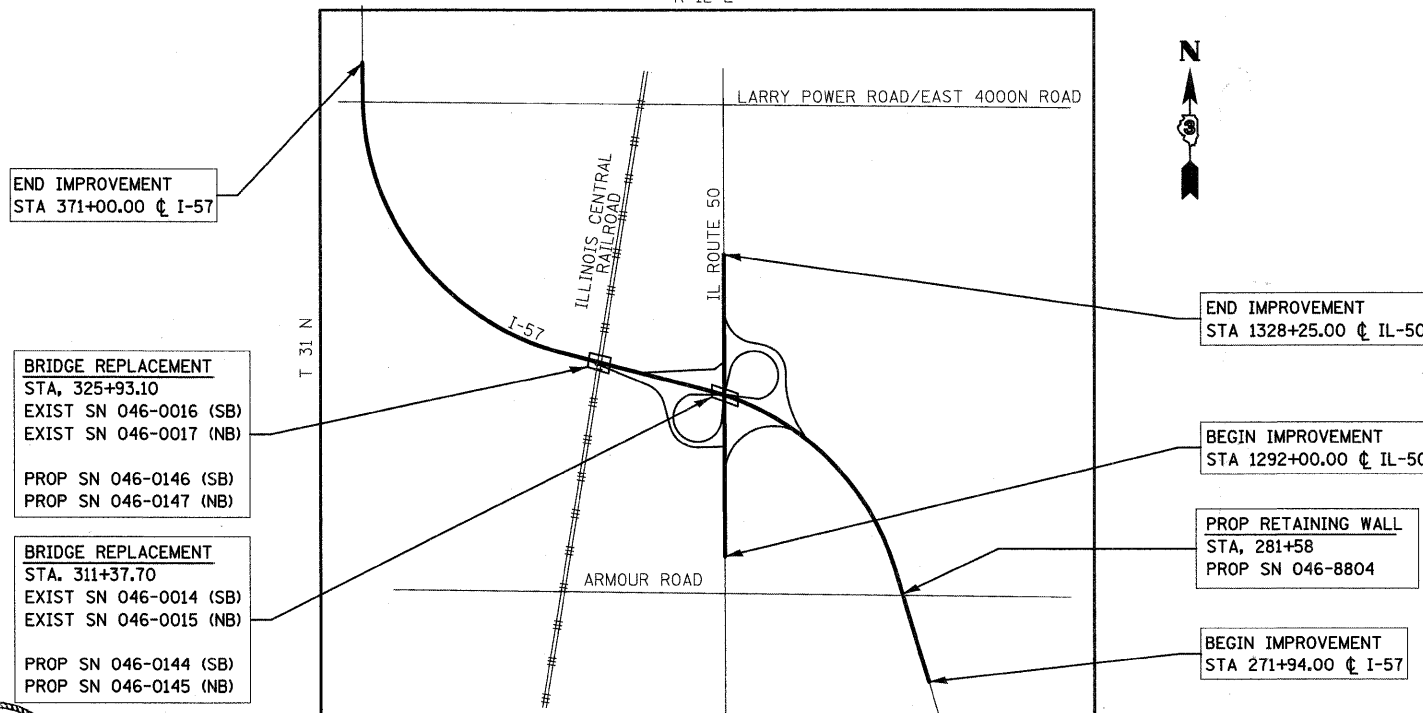 R 12 E
N
LARRY POWER ROAD/EAST 4000N ROAD
END IMPROVEMENT
STA 371+00.00 ℄ I-57
ILLINOIS CENTRAL
RAILROAD
IL ROUTE 50
I-57
T 31 N
END IMPROVEMENT
STA 1328+25.00 ℄ IL-50
BRIDGE REPLACEMENT
STA, 325+93.10
EXIST SN 046-0016 (SB)
EXIST SN 046-0017 (NB)
PROP SN 046-0146 (SB)
PROP SN 046-0147 (NB)
BEGIN IMPROVEMENT
STA 1292+00.00 ℄ IL-50
PROP RETAINING WALL
STA, 281+58
PROP SN 046-8804
BRIDGE REPLACEMENT
STA. 311+37.70
EXIST SN 046-0014 (SB)
EXIST SN 046-0015 (NB)
PROP SN 046-0144 (SB)
PROP SN 046-0145 (NB)
ARMOUR ROAD
BEGIN IMPROVEMENT
STA 271+94.00 ℄ I-57